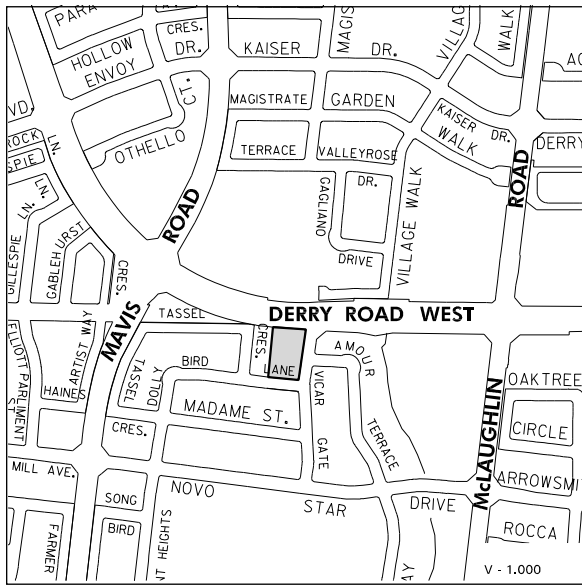 PARA
CRES.
DR.
HOLLOW
ENVOY
KAISER
DR.
MAGIS
VILLAG
WALK
AC
VD.
ROCK
SPIE
LN.
LN.
LN.
OTHELLO
CT.
MAGISTRATE
GARDEN
TERRACE
VALLEYROSE
KAISER
DR.
WALK
DERRY
ROAD
DR.
GAGLIANO
DRIVE
VILLAGE WALK
ROAD
MAVIS
GILLESPIE
GABLEHURST
CRES.
DERRY ROAD WEST
TASSEL
CRES.
LANE
AMOUR
TERRACE
BIRD
DOLLY
TASSEL
CRES.
ELLIOTT PARLIMENT
ST.
ARTIST WAY
HAINES
MADAME ST.
VICAR
GATE
OAKTREE
CIRCLE
McLAUGHLIN
ARROWSMI
ROCCA
MILL AVE.
SONG
BIRD
NOVO
STAR
DRIVE
FARMER
NT HEIGHTS
AY
V - 1.000